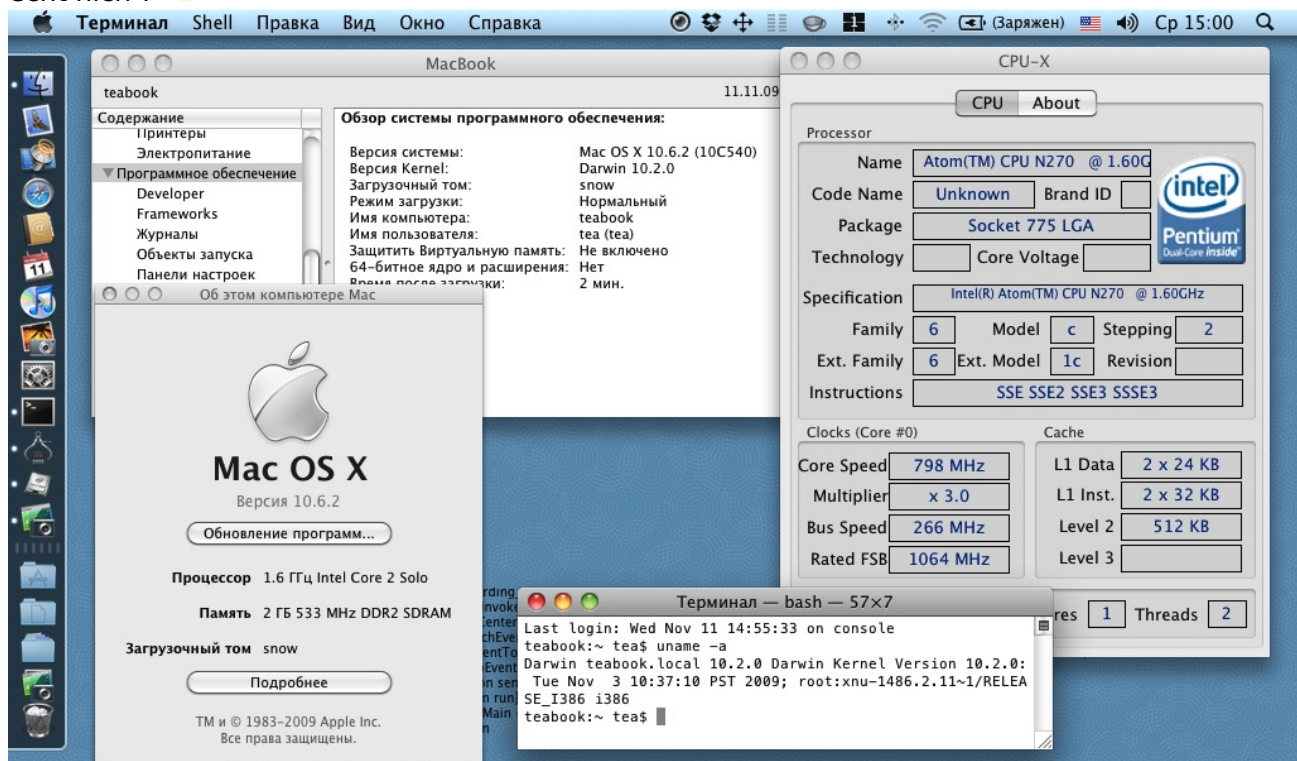 Терминал Shell Правка Вид Окно Справка 1 (Заряжен) Ср 15:00
MacBook
teabook 11.11.09
Содержание
Принтеры
Электропитание
Программное обеспечение
Developer
Frameworks
Журналы
Объекты запуска
Панели настроек
Обзор системы программного обеспечения:
Версия системы: Mac OS X 10.6.2 (10C540)
Версия Kernel: Darwin 10.2.0
Загрузочный том: snow
Режим загрузки: Нормальный
Имя компьютера: teabook
Имя пользователя: tea (tea)
Защитить Виртуальную память: Не включено
64-битное ядро и расширения: Нет
Время после загрузки: 2 мин.
CPU-X
CPU About
Processor
Name Atom(TM) CPU N270 @ 1.60G
Code Name Unknown Brand ID
Package Socket 775 LGA
Technology Core Voltage
intel
Pentium
Dual-Core inside
Specification Intel(R) Atom(TM) CPU N270 @ 1.60GHz
Family 6 Model c Stepping 2
Ext. Family 6 Ext. Model 1c Revision
Instructions SSE SSE2 SSE3 SSSE3
Clocks (Core #0) Cache
Core Speed 798 MHz L1 Data 2 x 24 KB
Multiplier x 3.0 L1 Inst. 2 x 32 KB
Bus Speed 266 MHz Level 2 512 KB
Rated FSB 1064 MHz Level 3
res 1 Threads 2
11
Об этом компьютере Mac
Mac OS X
Версия 10.6.2
Обновление программ...
Процессор 1.6 ГГц Intel Core 2 Solo
Память 2 ГБ 533 MHz DDR2 SDRAM
Загрузочный том snow
Подробнее
ТМ и © 1983-2009 Apple Inc.
Все права защищены.
Терминал — bash — 57×7
Last login: Wed Nov 11 14:55:33 on console
teabook:~ tea$ uname -a
Darwin teabook.local 10.2.0 Darwin Kernel Version 10.2.0:
Tue Nov 3 10:37:10 PST 2009; root:xnu-1486.2.11~1/RELEA
SE_I386 i386
teabook:~ tea$